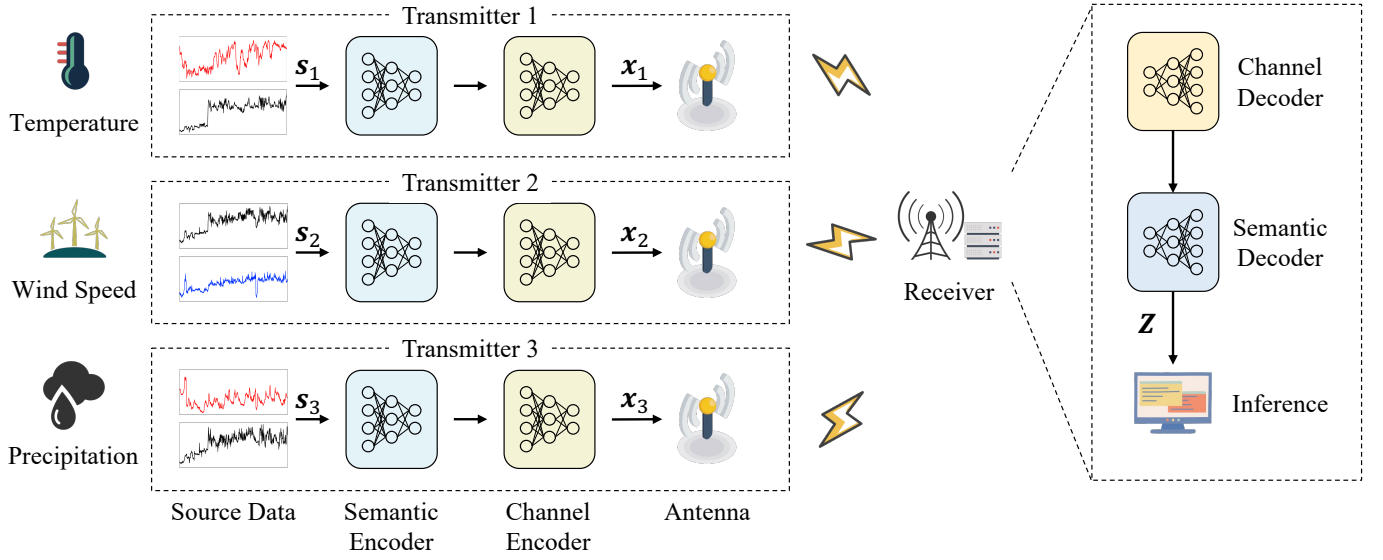 Transmitter 1
Temperature
s₁
x₁
Transmitter 2
Wind Speed
s₂
x₂
Transmitter 3
Precipitation
s₃
x₃
Source Data
Semantic
Encoder
Channel
Encoder
Antenna
Receiver
Channel
Decoder
Semantic
Decoder
Z
Inference